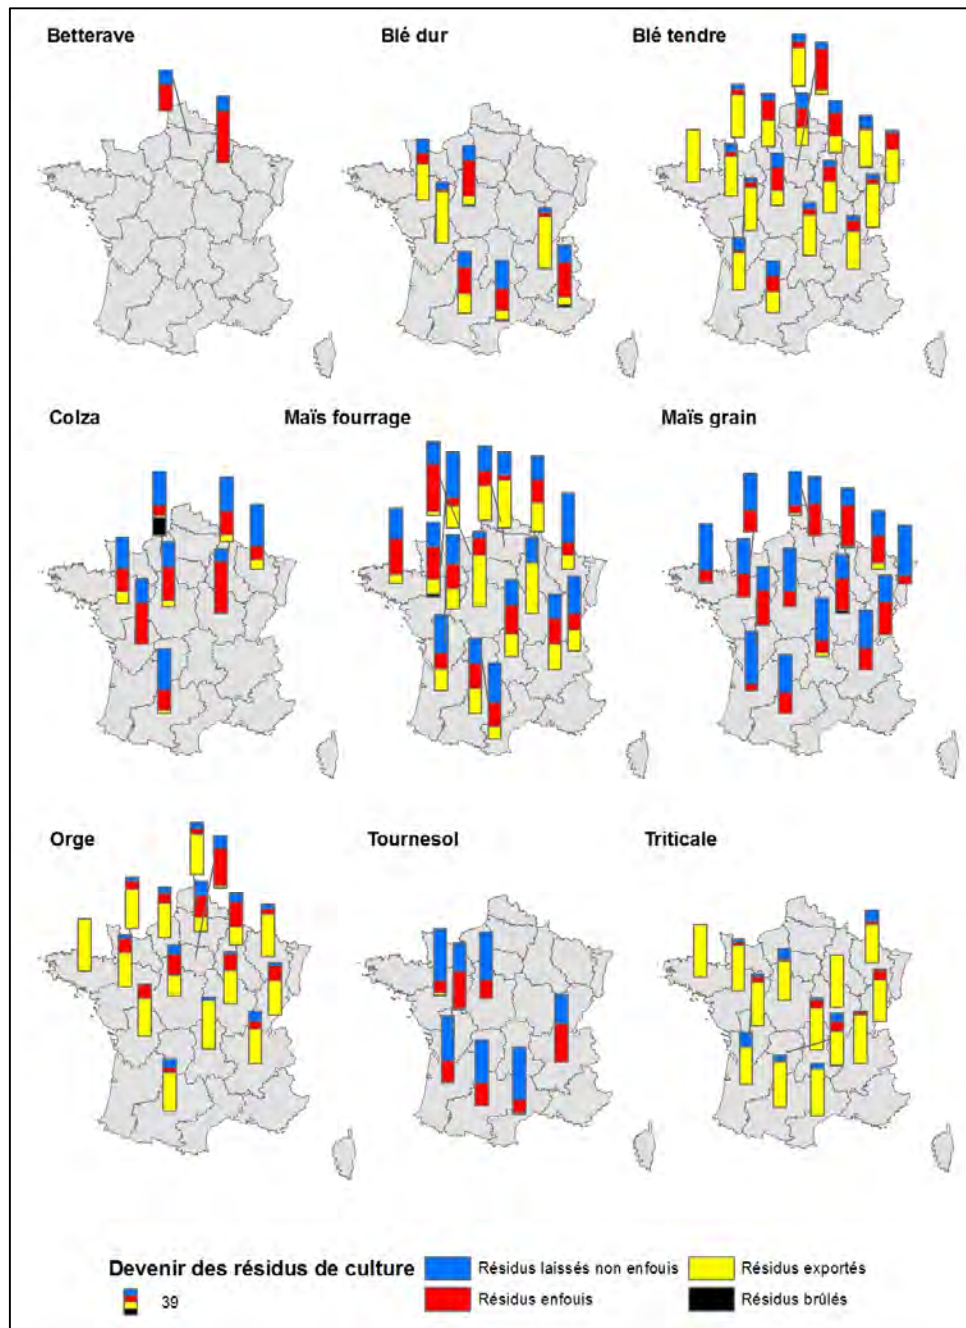 Betterave
Blé dur
Blé tendre
Colza
Maïs fourrage
Maïs grain
Orge
Tournesol
Triticale
Devenir des résidus de culture
39
Résidus laissés non enfouis
Résidus exportés
Résidus enfouis
Résidus brûlés